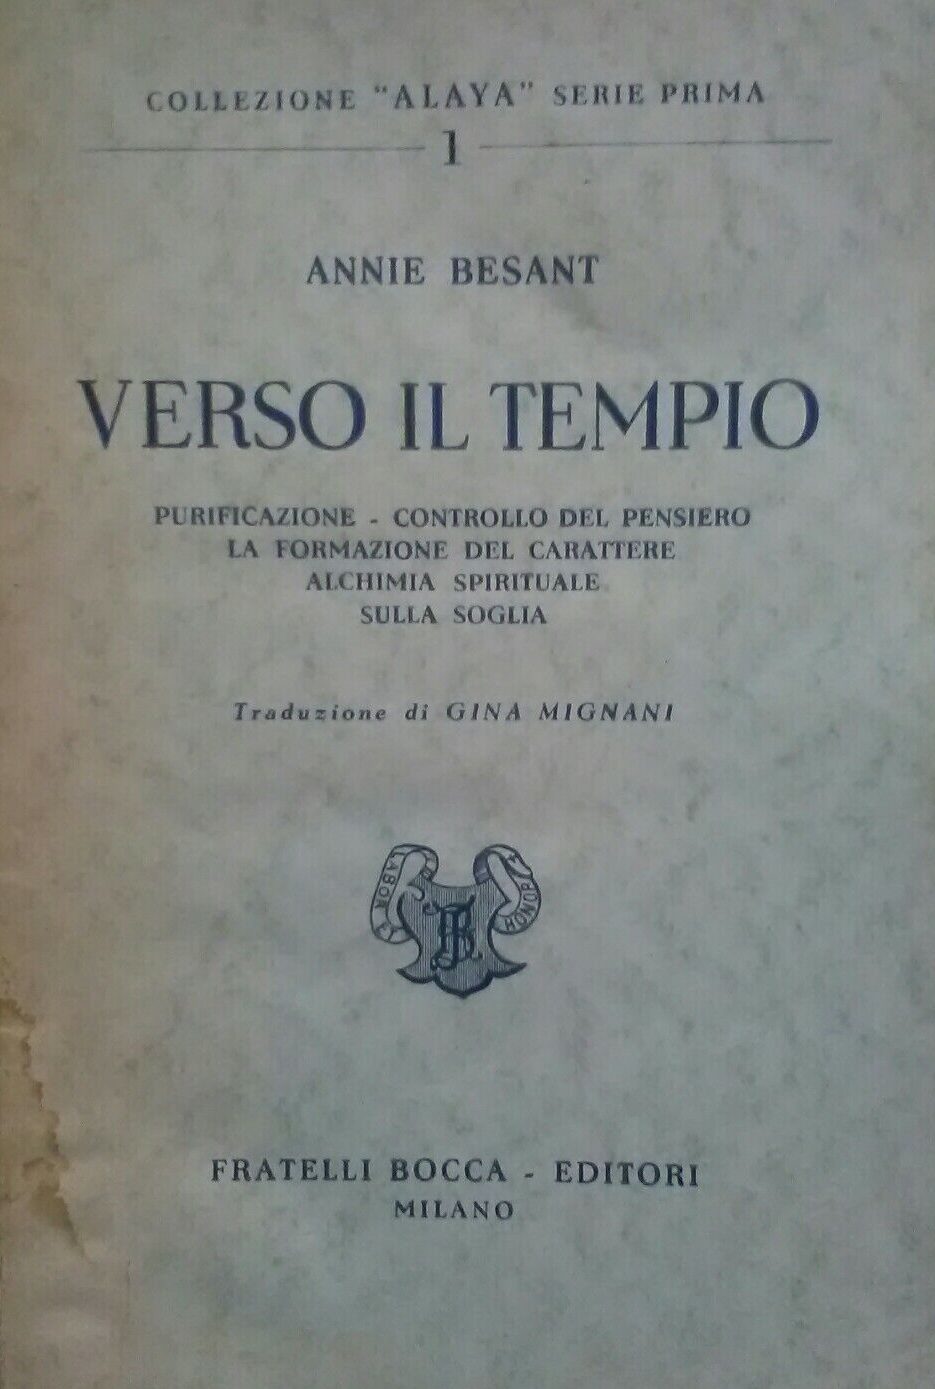 COLLEZIONE "ALAYA" SERIE PRIMA
1
ANNIE BESANT
VERSO IL TEMPIO
PURIFICAZIONE - CONTROLLO DEL PENSIERO
LA FORMAZIONE DEL CARATTERE
ALCHIMIA SPIRITUALE
SULLA SOGLIA
Traduzione di GINA MIGNANI
LABOR ET
HONOR
FRATELLI BOCCA - EDITORI
MILANO